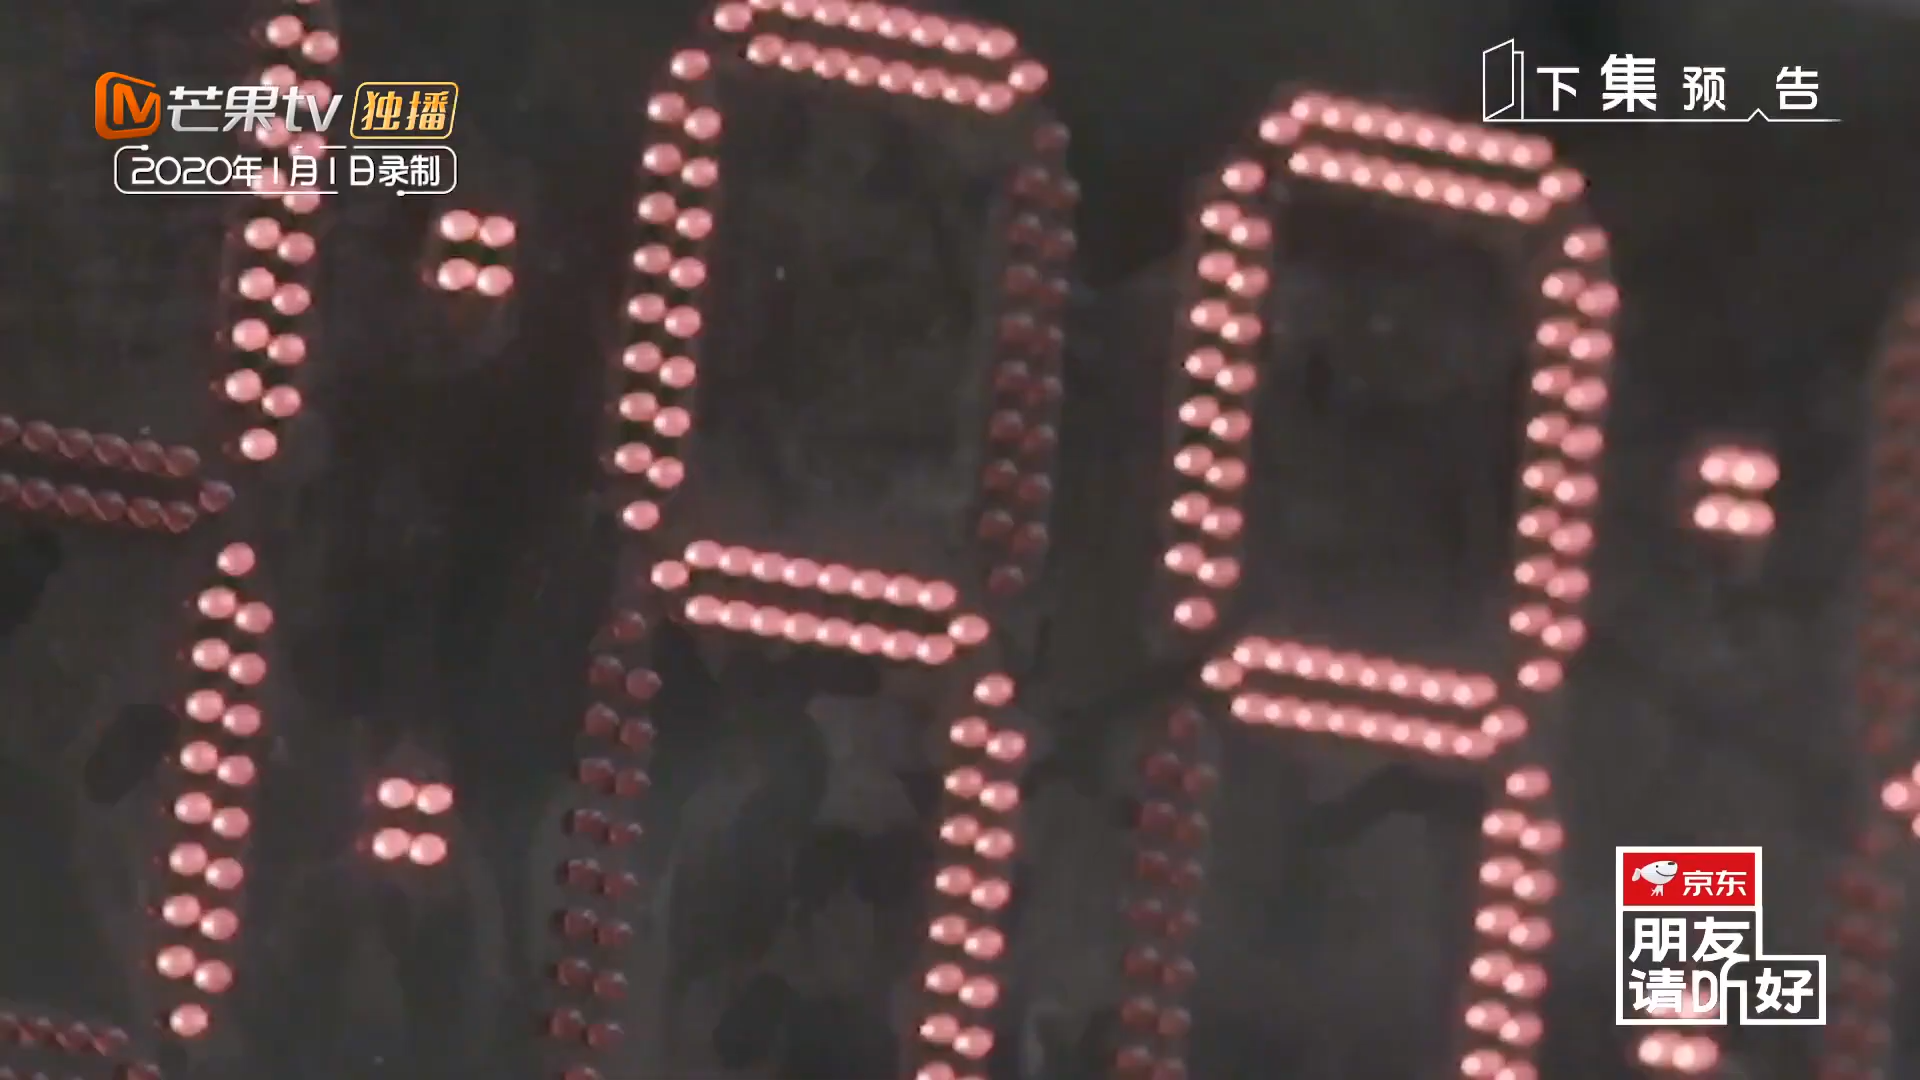 芒果tv 独播
2020年1月1日录制
下集预告
:59:
京东
朋友
请听好